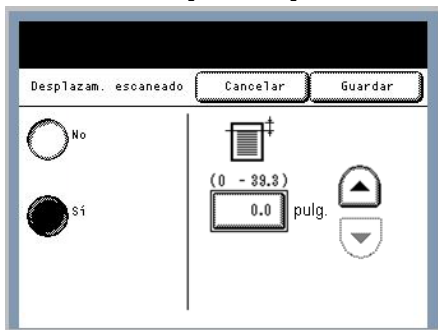 Desplazam. escaneado
Cancelar
Guardar
No
Sí
(0 - 39.3)
0.0
pulg.